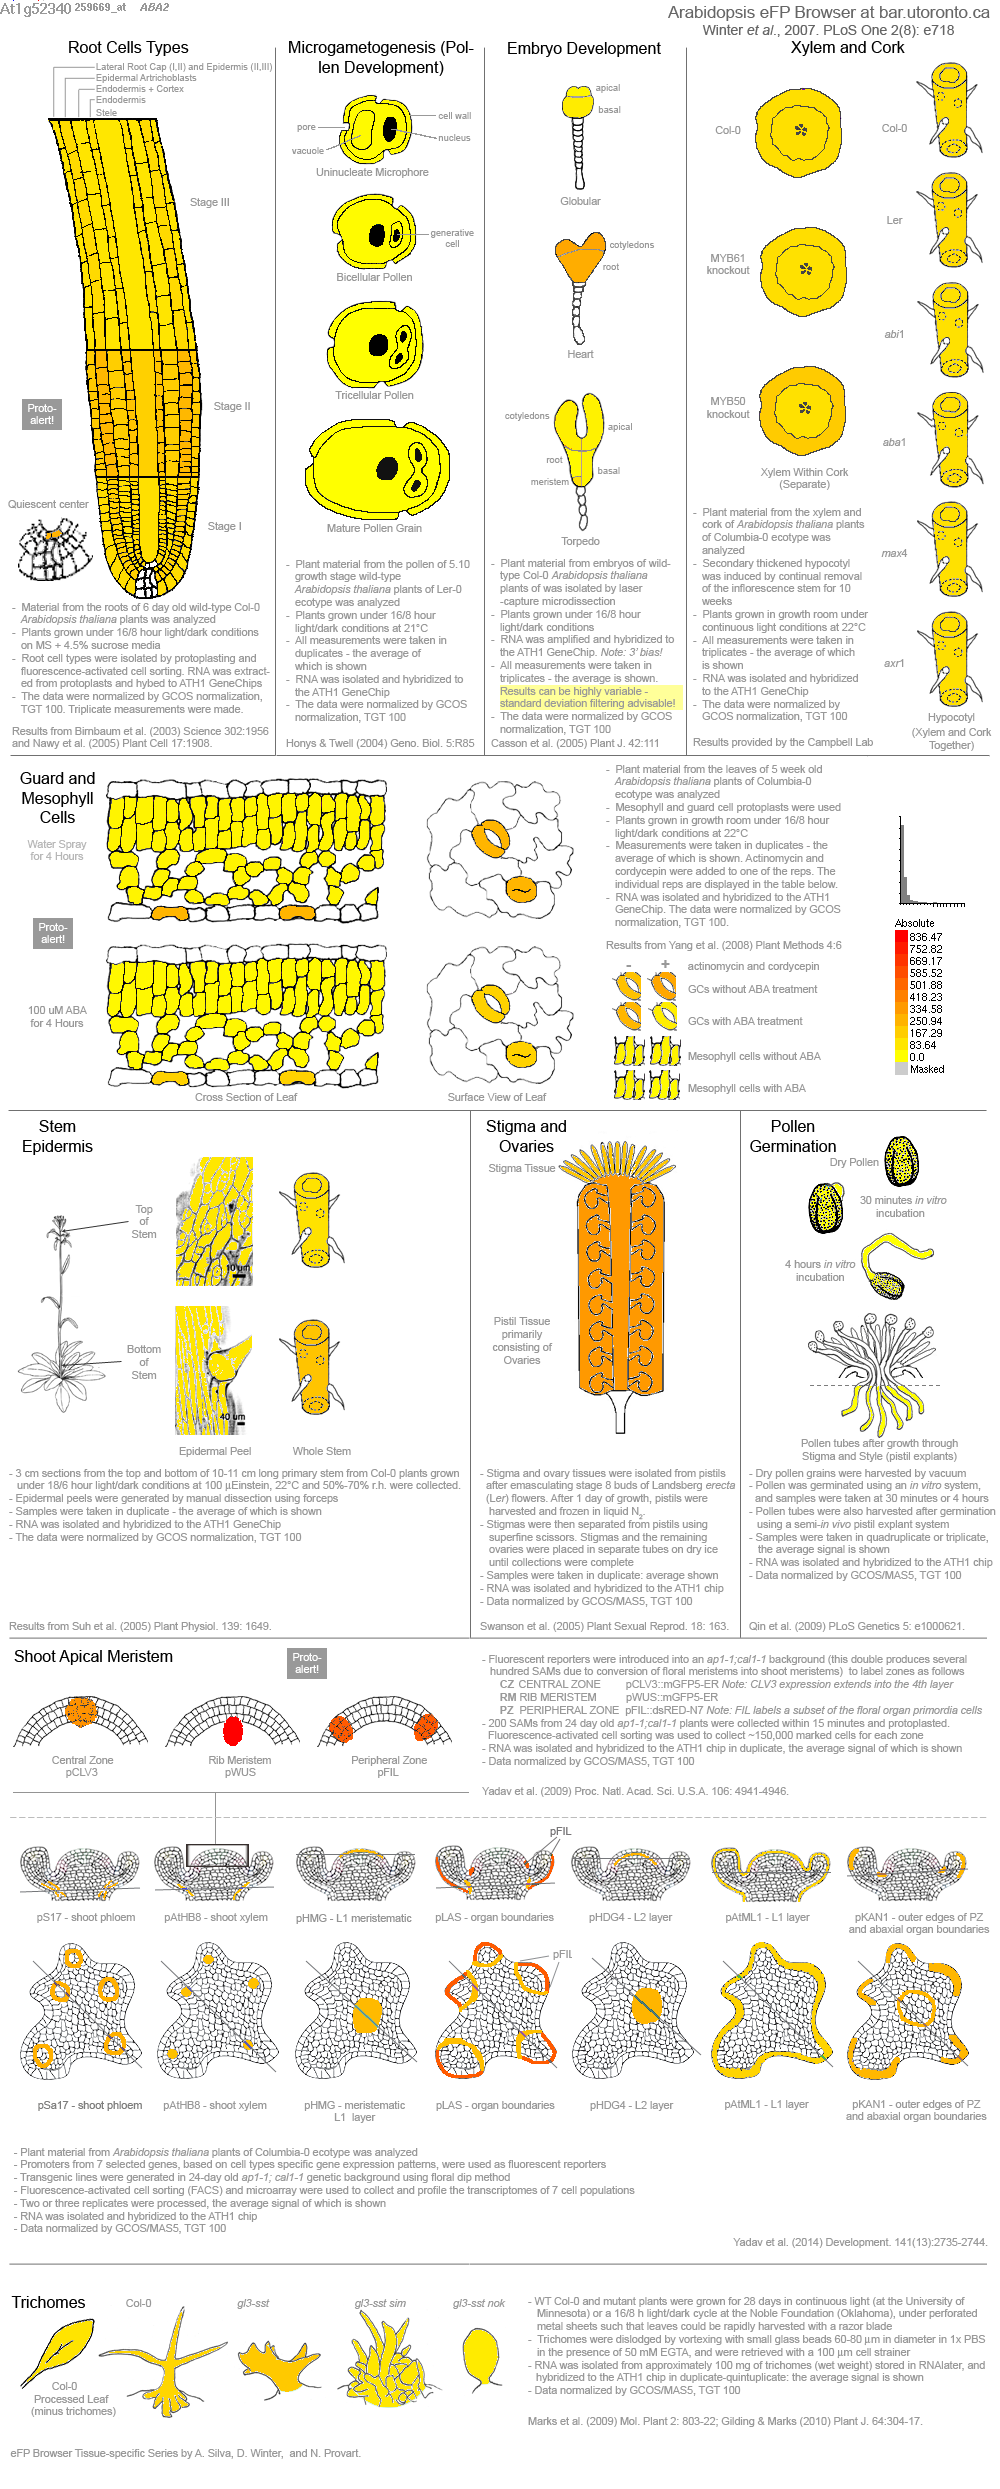 At1g52340 259669_at ABA2
Arabidopsis eFP Browser at bar.utoronto.ca
Winter et al., 2007. PLoS One 2(8): e718
Root Cells Types
Lateral Root Cap (I,II) and Epidermis (II,III)
Epidermal Artrichoblasts
Endodermis + Cortex
Endodermis
Stele
Stage III
Stage II
Proto-
alert!
Quiescent center
Stage I
- Material from the roots of 6 day old wild-type Col-0
Arabidopsis thaliana plants was analyzed
- Plants grown under 16/8 hour light/dark conditions
on MS + 4.5% sucrose media
- Root cell types were isolated by protoplasting and
fluorescence-activated cell sorting. RNA was extract-
ed from protoplasts and hybed to ATH1 GeneChips
- The data were normalized by GCOS normalization,
TGT 100. Triplicate measurements were made.
Results from Birnbaum et al. (2003) Science 302:1956
and Nawy et al. (2005) Plant Cell 17:1908.
Microgametogenesis (Pol-
len Development)
cell wall
pore
nucleus
vacuole
Uninucleate Microphore
generative
cell
Bicellular Pollen
Tricellular Pollen
Mature Pollen Grain
- Plant material from the pollen of 5.10
growth stage wild-type
Arabidopsis thaliana plants of Ler-0
ecotype was analyzed
- Plants grown under 16/8 hour
light/dark conditions at 21°C
- All measurements were taken in
duplicates - the average of
which is shown
- RNA was isolated and hybridized to
the ATH1 GeneChip
- The data were normalized by GCOS
normalization, TGT 100
Honys & Twell (2004) Geno. Biol. 5:R85
Embryo Development
apical
basal
Globular
cotyledons
root
Heart
cotyledons
apical
root
basal
meristem
Torpedo
- Plant material from embryos of wild-
type Col-0 Arabidopsis thaliana
plants of was isolated by laser
-capture microdissection
- Plants grown under 16/8 hour
light/dark conditions
- RNA was amplified and hybridized to
the ATH1 GeneChip. Note: 3' bias!
- All measurements were taken in
triplicates - the average is shown.
Results can be highly variable -
standard deviation filtering advisable!
- The data were normalized by GCOS
normalization, TGT 100
Casson et al. (2005) Plant J. 42:111
Xylem and Cork
Col-0
Col-0
Ler
MYB61
knockout
abi1
MYB50
knockout
aba1
Xylem Within Cork
(Separate)
max4
axr1
Hypocotyl
(Xylem and Cork
Together)
- Plant material from the xylem and
cork of Arabidopsis thaliana plants
of Columbia-0 ecotype was
analyzed
- Secondary thickened hypocotyl
was induced by continual removal
of the inflorescence stem for 10
weeks
- Plants grown in growth room under
continuous light conditions at 22°C
- All measurements were taken in
triplicates - the average of which
is shown
- RNA was isolated and hybridized
to the ATH1 GeneChip
- The data were normalized by
GCOS normalization, TGT 100
Results provided by the Campbell Lab
Guard and
Mesophyll
Cells
Water Spray
for 4 Hours
Proto-
alert!
100 uM ABA
for 4 Hours
Cross Section of Leaf
Surface View of Leaf
- Plant material from the leaves of 5 week old
Arabidopsis thaliana plants of Columbia-0
ecotype was analyzed
- Mesophyll and guard cell protoplasts were used
- Plants grown in growth room under 16/8 hour
light/dark conditions at 22°C
- Measurements were taken in duplicates - the
average of which is shown. Actinomycin and
cordycepin were added to one of the reps. The
individual reps are displayed in the table below.
- RNA was isolated and hybridized to the ATH1
GeneChip. The data were normalized by GCOS
normalization, TGT 100.
Results from Yang et al. (2008) Plant Methods 4:6
- + actinomycin and cordycepin
GCs without ABA treatment
GCs with ABA treatment
Mesophyll cells without ABA
Mesophyll cells with ABA
Absolute
836.47
752.82
669.17
585.52
501.88
418.23
334.58
250.94
167.29
83.64
0.0
Masked
Stem
Epidermis
Top
of
Stem
10 µm
Bottom
of
Stem
40 um
Epidermal Peel
Whole Stem
- 3 cm sections from the top and bottom of 10-11 cm long primary stem from Col-0 plants grown
under 18/6 hour light/dark conditions at 100 µEinstein, 22°C and 50%-70% r.h. were collected.
- Epidermal peels were generated by manual dissection using forceps
- Samples were taken in duplicate - the average of which is shown
- RNA was isolated and hybridized to the ATH1 GeneChip
- The data were normalized by GCOS normalization, TGT 100
Results from Suh et al. (2005) Plant Physiol. 139: 1649.
Stigma and
Ovaries
Stigma Tissue
Pistil Tissue
primarily
consisting of
Ovaries
- Stigma and ovary tissues were isolated from pistils
after emasculating stage 8 buds of Landsberg erecta
(Ler) flowers. After 1 day of growth, pistils were
harvested and frozen in liquid N2.
- Stigmas were then separated from pistils using
superfine scissors. Stigmas and the remaining
ovaries were placed in separate tubes on dry ice
until collections were complete
- Samples were taken in duplicate: average shown
- RNA was isolated and hybridized to the ATH1 chip
- Data normalized by GCOS/MAS5, TGT 100
Swanson et al. (2005) Plant Sexual Reprod. 18: 163.
Pollen
Germination
Dry Pollen
30 minutes in vitro
incubation
4 hours in vitro
incubation
Pollen tubes after growth through
Stigma and Style (pistil explants)
- Dry pollen grains were harvested by vacuum
- Pollen was germinated using an in vitro system,
and samples were taken at 30 minutes or 4 hours
- Pollen tubes were also harvested after germination
using a semi-in vivo pistil explant system
- Samples were taken in quadruplicate or triplicate,
the average signal is shown
- RNA was isolated and hybridized to the ATH1 chip
- Data normalized by GCOS/MAS5, TGT 100
Qin et al. (2009) PLoS Genetics 5: e1000621.
Shoot Apical Meristem
Proto-
alert!
Central Zone
pCLV3
Rib Meristem
pWUS
Peripheral Zone
pFIL
- Fluorescent reporters were introduced into an ap1-1;cal1-1 background (this double produces several
hundred SAMs due to conversion of floral meristems into shoot meristems) to label zones as follows
CZ CENTRAL ZONE pCLV3::mGFP5-ER Note: CLV3 expression extends into the 4th layer
RM RIB MERISTEM pWUS::mGFP5-ER
PZ PERIPHERAL ZONE pFIL::dsRED-N7 Note: FIL labels a subset of the floral organ primordia cells
- 200 SAMs from 24 day old ap1-1;cal1-1 plants were collected within 15 minutes and protoplasted.
Fluorescence-activated cell sorting was used to collect ~150,000 marked cells for each zone
- RNA was isolated and hybridized to the ATH1 chip in duplicate, the average signal of which is shown
- Data normalized by GCOS/MAS5, TGT 100
Yadav et al. (2009) Proc. Natl. Acad. Sci. U.S.A. 106: 4941-4946.
pFIL
pS17 - shoot phloem
pAtHB8 - shoot xylem
pHMG - L1 meristematic
pLAS - organ boundaries
pHDG4 - L2 layer
pAtML1 - L1 layer
pKAN1 - outer edges of PZ
and abaxial organ boundaries
pFIL
pSa17 - shoot phloem
pAtHB8 - shoot xylem
pHMG - meristematic
L1 layer
pLAS - organ boundaries
pHDG4 - L2 layer
pAtML1 - L1 layer
pKAN1 - outer edges of PZ
and abaxial organ boundaries
- Plant material from Arabidopsis thaliana plants of Columbia-0 ecotype was analyzed
- Promoters from 7 selected genes, based on cell types specific gene expression patterns, were used as fluorescent reporters
- Transgenic lines were generated in 24-day old ap1-1; cal1-1 genetic background using floral dip method
- Fluorescence-activated cell sorting (FACS) and microarray were used to collect and profile the transcriptomes of 7 cell populations
- Two or three replicates were processed, the average signal of which is shown
- RNA was isolated and hybridized to the ATH1 chip
- Data normalized by GCOS/MAS5, TGT 100
Yadav et al. (2014) Development. 141(13):2735-2744.
Trichomes
Col-0
gl3-sst
gl3-sst sim
gl3-sst nok
Col-0
Processed Leaf
(minus trichomes)
- WT Col-0 and mutant plants were grown for 28 days in continuous light (at the University of
Minnesota) or a 16/8 h light/dark cycle at the Noble Foundation (Oklahoma), under perforated
metal sheets such that leaves could be rapidly harvested with a razor blade
- Trichomes were dislodged by vortexing with small glass beads 60-80 µm in diameter in 1x PBS
in the presence of 50 mM EGTA, and were retrieved with a 100 µm cell strainer
- RNA was isolated from approximately 100 mg of trichomes (wet weight) stored in RNAlater, and
hybridized to the ATH1 chip in duplicate-quintuplicate: the average signal is shown
- Data normalized by GCOS/MAS5, TGT 100
Marks et al. (2009) Mol. Plant 2: 803-22; Gilding & Marks (2010) Plant J. 64:304-17.
eFP Browser Tissue-specific Series by A. Silva, D. Winter, and N. Provart.